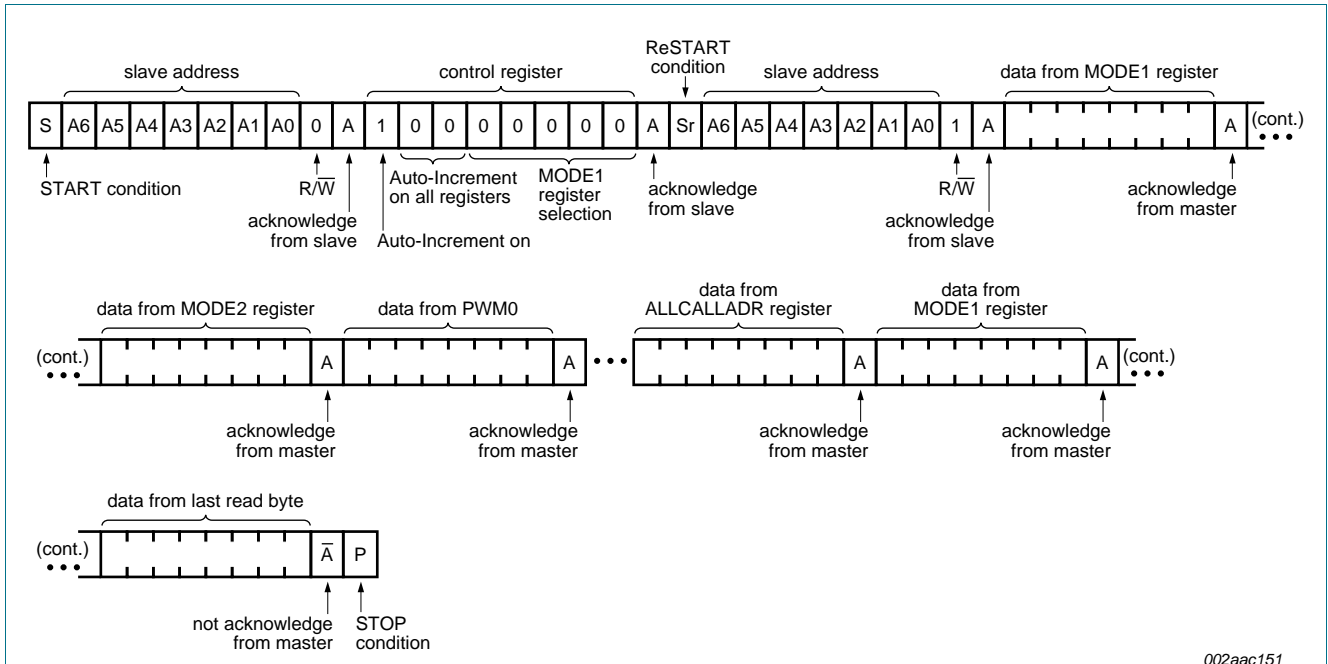 ReSTART
condition
slave address
control register
slave address
data from MODE1 register
S A6 A5 A4 A3 A2 A1 A0 0 A 1 0 0 0 0 0 0 0 A Sr A6 A5 A4 A3 A2 A1 A0 1 A A (cont.)
START condition
R/W̅
acknowledge
from slave
Auto-Increment on
Auto-Increment
on all registers
MODE1
register
selection
acknowledge
from slave
R/W̅
acknowledge
from slave
acknowledge
from master
data from MODE2 register
data from PWM0
data from
ALLCALLADR register
data from
MODE1 register
(cont.) A A A A (cont.)
acknowledge
from master
acknowledge
from master
acknowledge
from master
acknowledge
from master
data from last read byte
(cont.) A̅ P
not acknowledge
from master
STOP
condition
002aac151